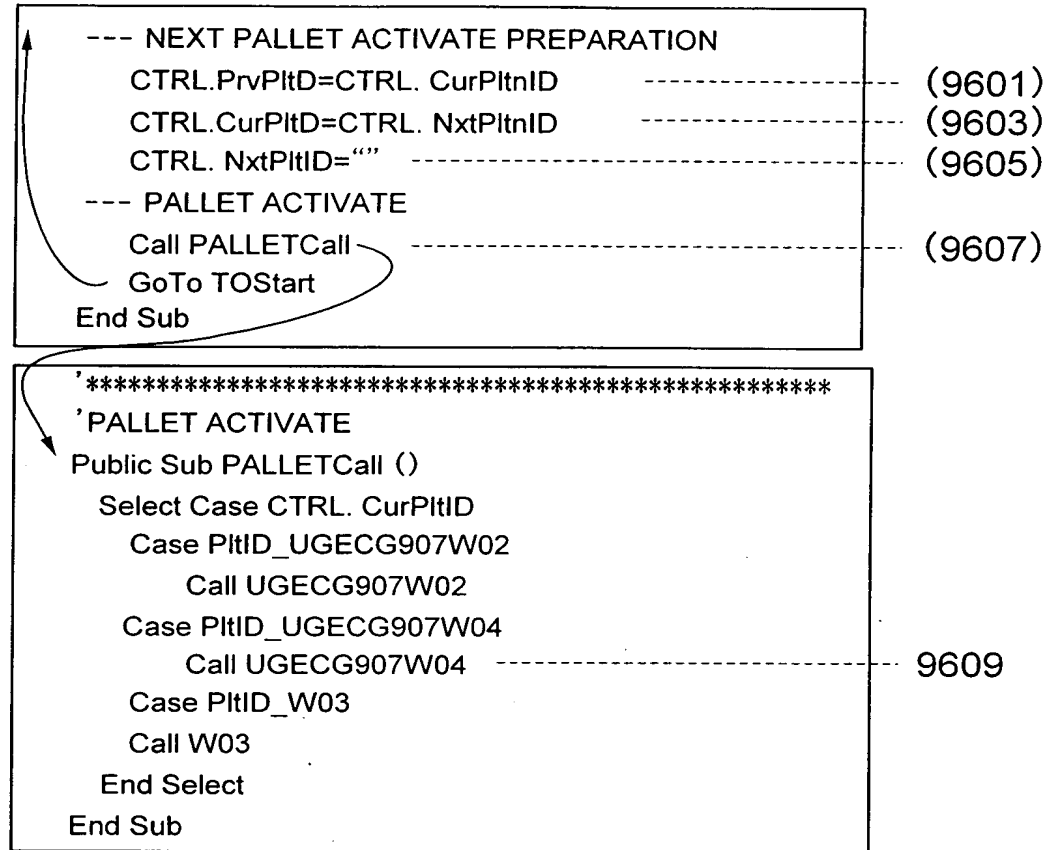 --- NEXT PALLET ACTIVATE PREPARATION
CTRL.PrvPltD=CTRL. CurPltnID ---------------------- (9601)
CTRL.CurPltD=CTRL. NxtPltnID ---------------------- (9603)
CTRL. NxtPltID=“” ---------------------------------------- (9605)
--- PALLET ACTIVATE
Call PALLETCall ---------------------------------------- (9607)
GoTo TOStart
End Sub
'*****************************************************
'PALLET ACTIVATE
Public Sub PALLETCall ()
Select Case CTRL. CurPltID
Case PltID_UGECG907W02
Call UGECG907W02
Case PltID_UGECG907W04
Call UGECG907W04 -------------------------------- 9609
Case PltID_W03
Call W03
End Select
End Sub